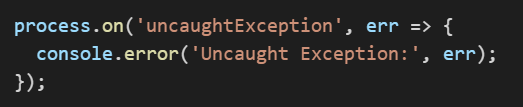 process.on('uncaughtException', err => {
  console.error('Uncaught Exception:', err);
});